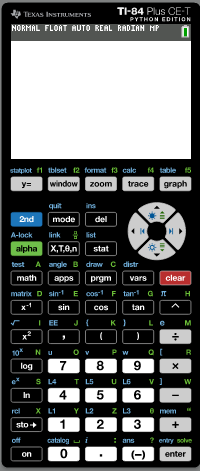 TEXAS INSTRUMENTS TI-84 Plus CE-T
PYTHON EDITION
NORMAL FLOAT AUTO REAL RADIAN MP
statplot f1 tblset f2 format f3 calc f4 table f5
y= window zoom trace graph
quit ins
2nd mode del
A-lock link list
alpha X,T,θ,n stat
test A angle B draw C distr
math apps prgm vars clear
matrix D sin⁻¹ E cos⁻¹ F tan⁻¹ G π H
x⁻¹ sin cos tan ^
√ I EE J { K } L e M
x² , ( ) ÷
10ˣ N u O v P w Q [ R
log 7 8 9 ×
eˣ S L4 T L5 U L6 V ] W
ln 4 5 6 −
rcl X L1 Y L2 Z L3 θ mem "
sto→ 1 2 3 +
off catalog ⎵ i : ans ? entry solve
on 0 . (−) enter